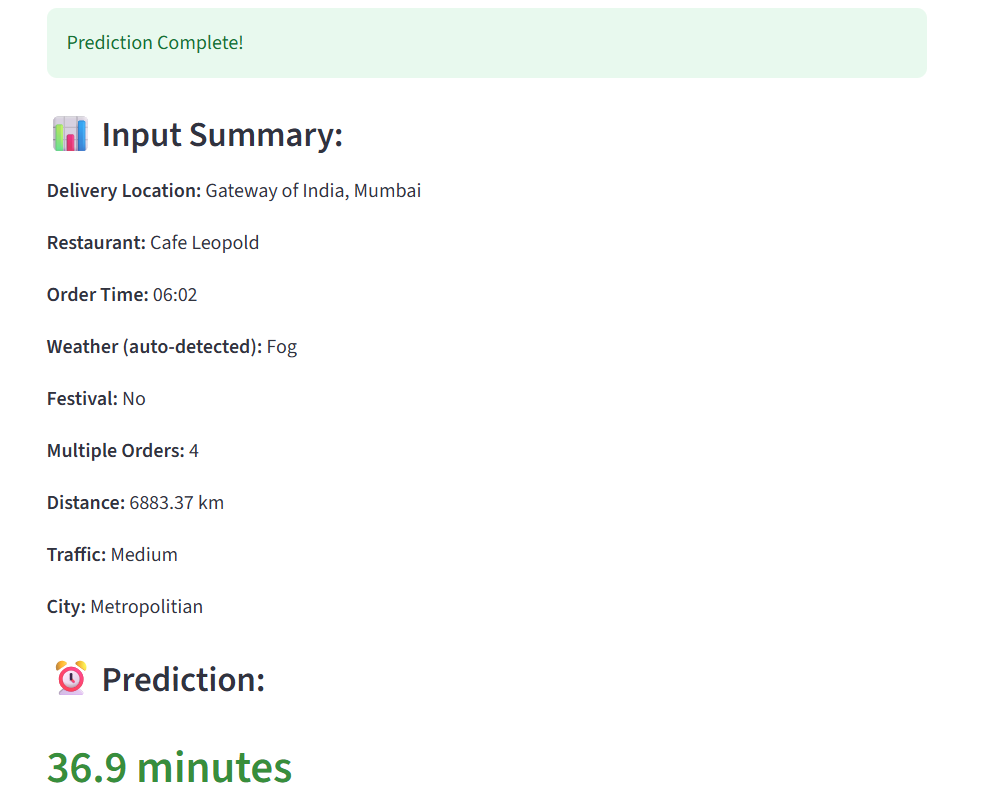 Prediction Complete!
Input Summary:
Delivery Location: Gateway of India, Mumbai
Restaurant: Cafe Leopold
Order Time: 06:02
Weather (auto-detected): Fog
Festival: No
Multiple Orders: 4
Distance: 6883.37 km
Traffic: Medium
City: Metropolitian
Prediction:
36.9 minutes